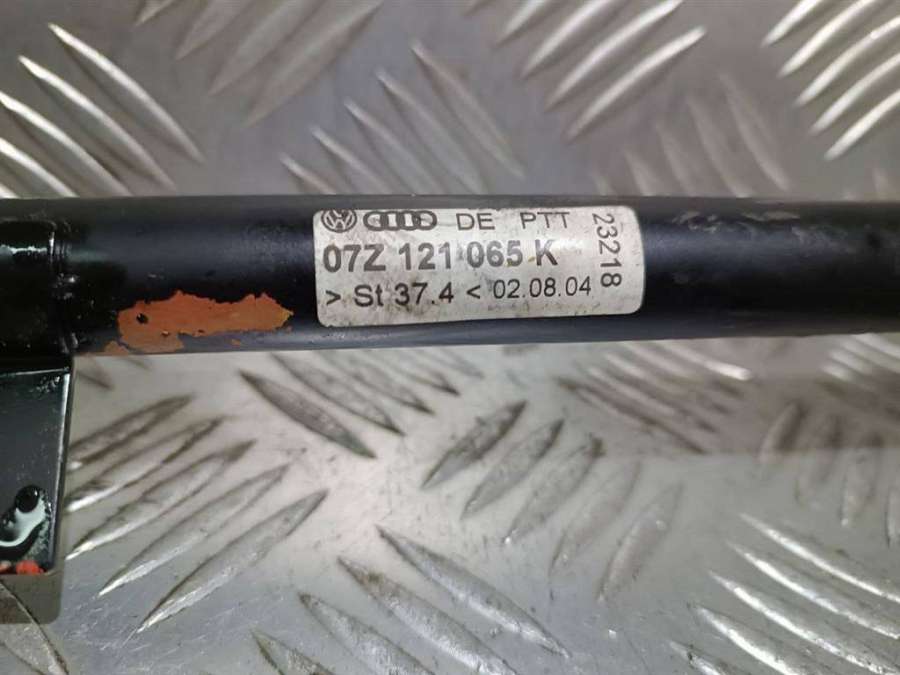 DE PTT
07Z 121 065 K
> St 37.4 < 02.08.04
23218